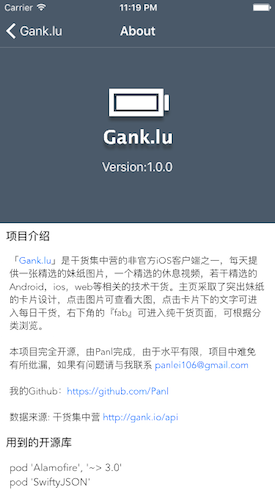 Carrier 11:19 PM
Gank.lu About
Gank.lu
Version:1.0.0
项目介绍
「Gank.lu」是干货集中营的非官方iOS客户端之一，每天提
供一张精选的妹纸图片，一个精选的休息视频，若干精选的
Android，ios，web等相关的技术干货。主页采取了突出妹纸
的卡片设计，点击图片可查看大图，点击卡片下的文字可进
入每日干货，右下角的『fab』可进入纯干货页面，可根据分
类浏览。
本项目完全开源，由Panl完成，由于水平有限，项目中难免
有所纰漏，如果有问题请与我联系 panlei106@gmail.com
我的Github：https://github.com/Panl
数据来源: 干货集中营 http://gank.io/api
用到的开源库
pod 'Alamofire', '~> 3.0'
pod 'SwiftyJSON'